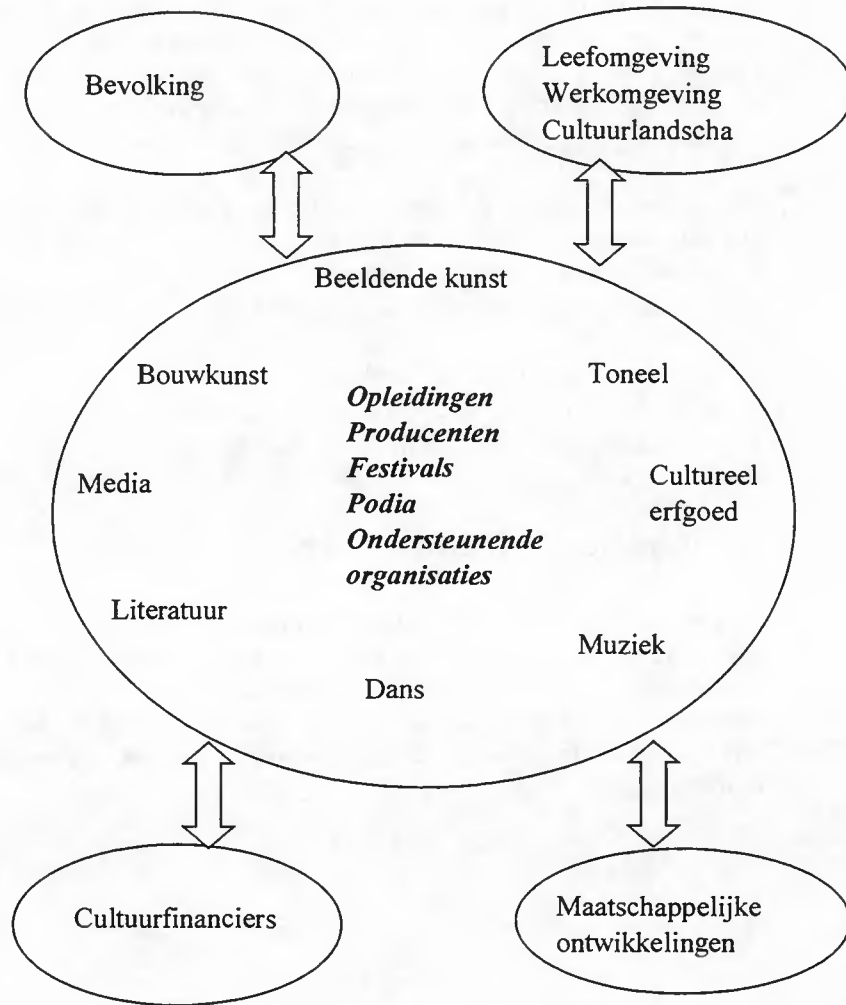 Bevolking
Leefomgeving
Werkomgeving
Cultuurlandscha
Beeldende kunst
Bouwkunst
Toneel
Opleidingen
Producenten
Festivals
Podia
Ondersteunende
organisaties
Media
Cultureel
erfgoed
Literatuur
Muziek
Dans
Cultuurfinanciers
Maatschappelijke
ontwikkelingen